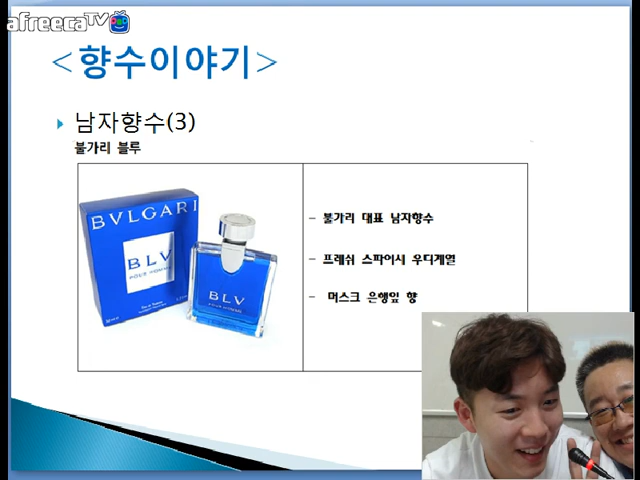 afreecaTV
<향수이야기>
남자향수(3)
불가리 블루
BVLGARI
BLV
POUR HOMME
BLV
POUR HOMME
- 불가리 대표 남자향수
- 프레쉬 스파이시 우디계열
- 머스크 은행잎 향